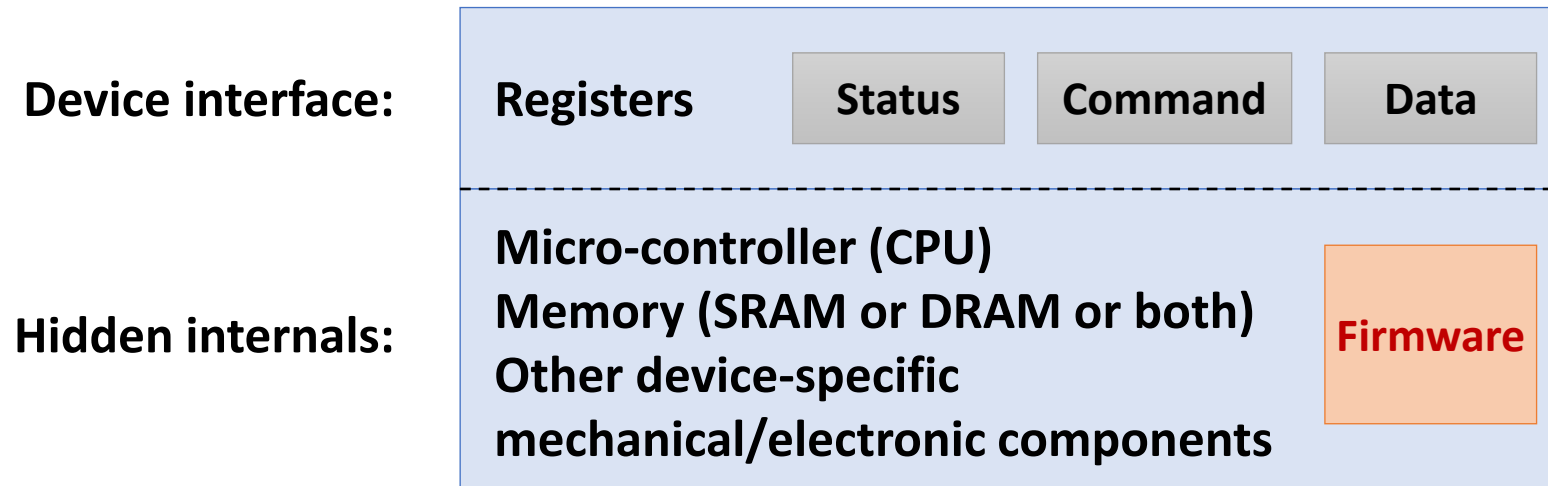 Device interface:
Registers
Status
Command
Data
Hidden internals:
Micro-controller (CPU)
Memory (SRAM or DRAM or both)
Other device-specific
mechanical/electronic components
Firmware